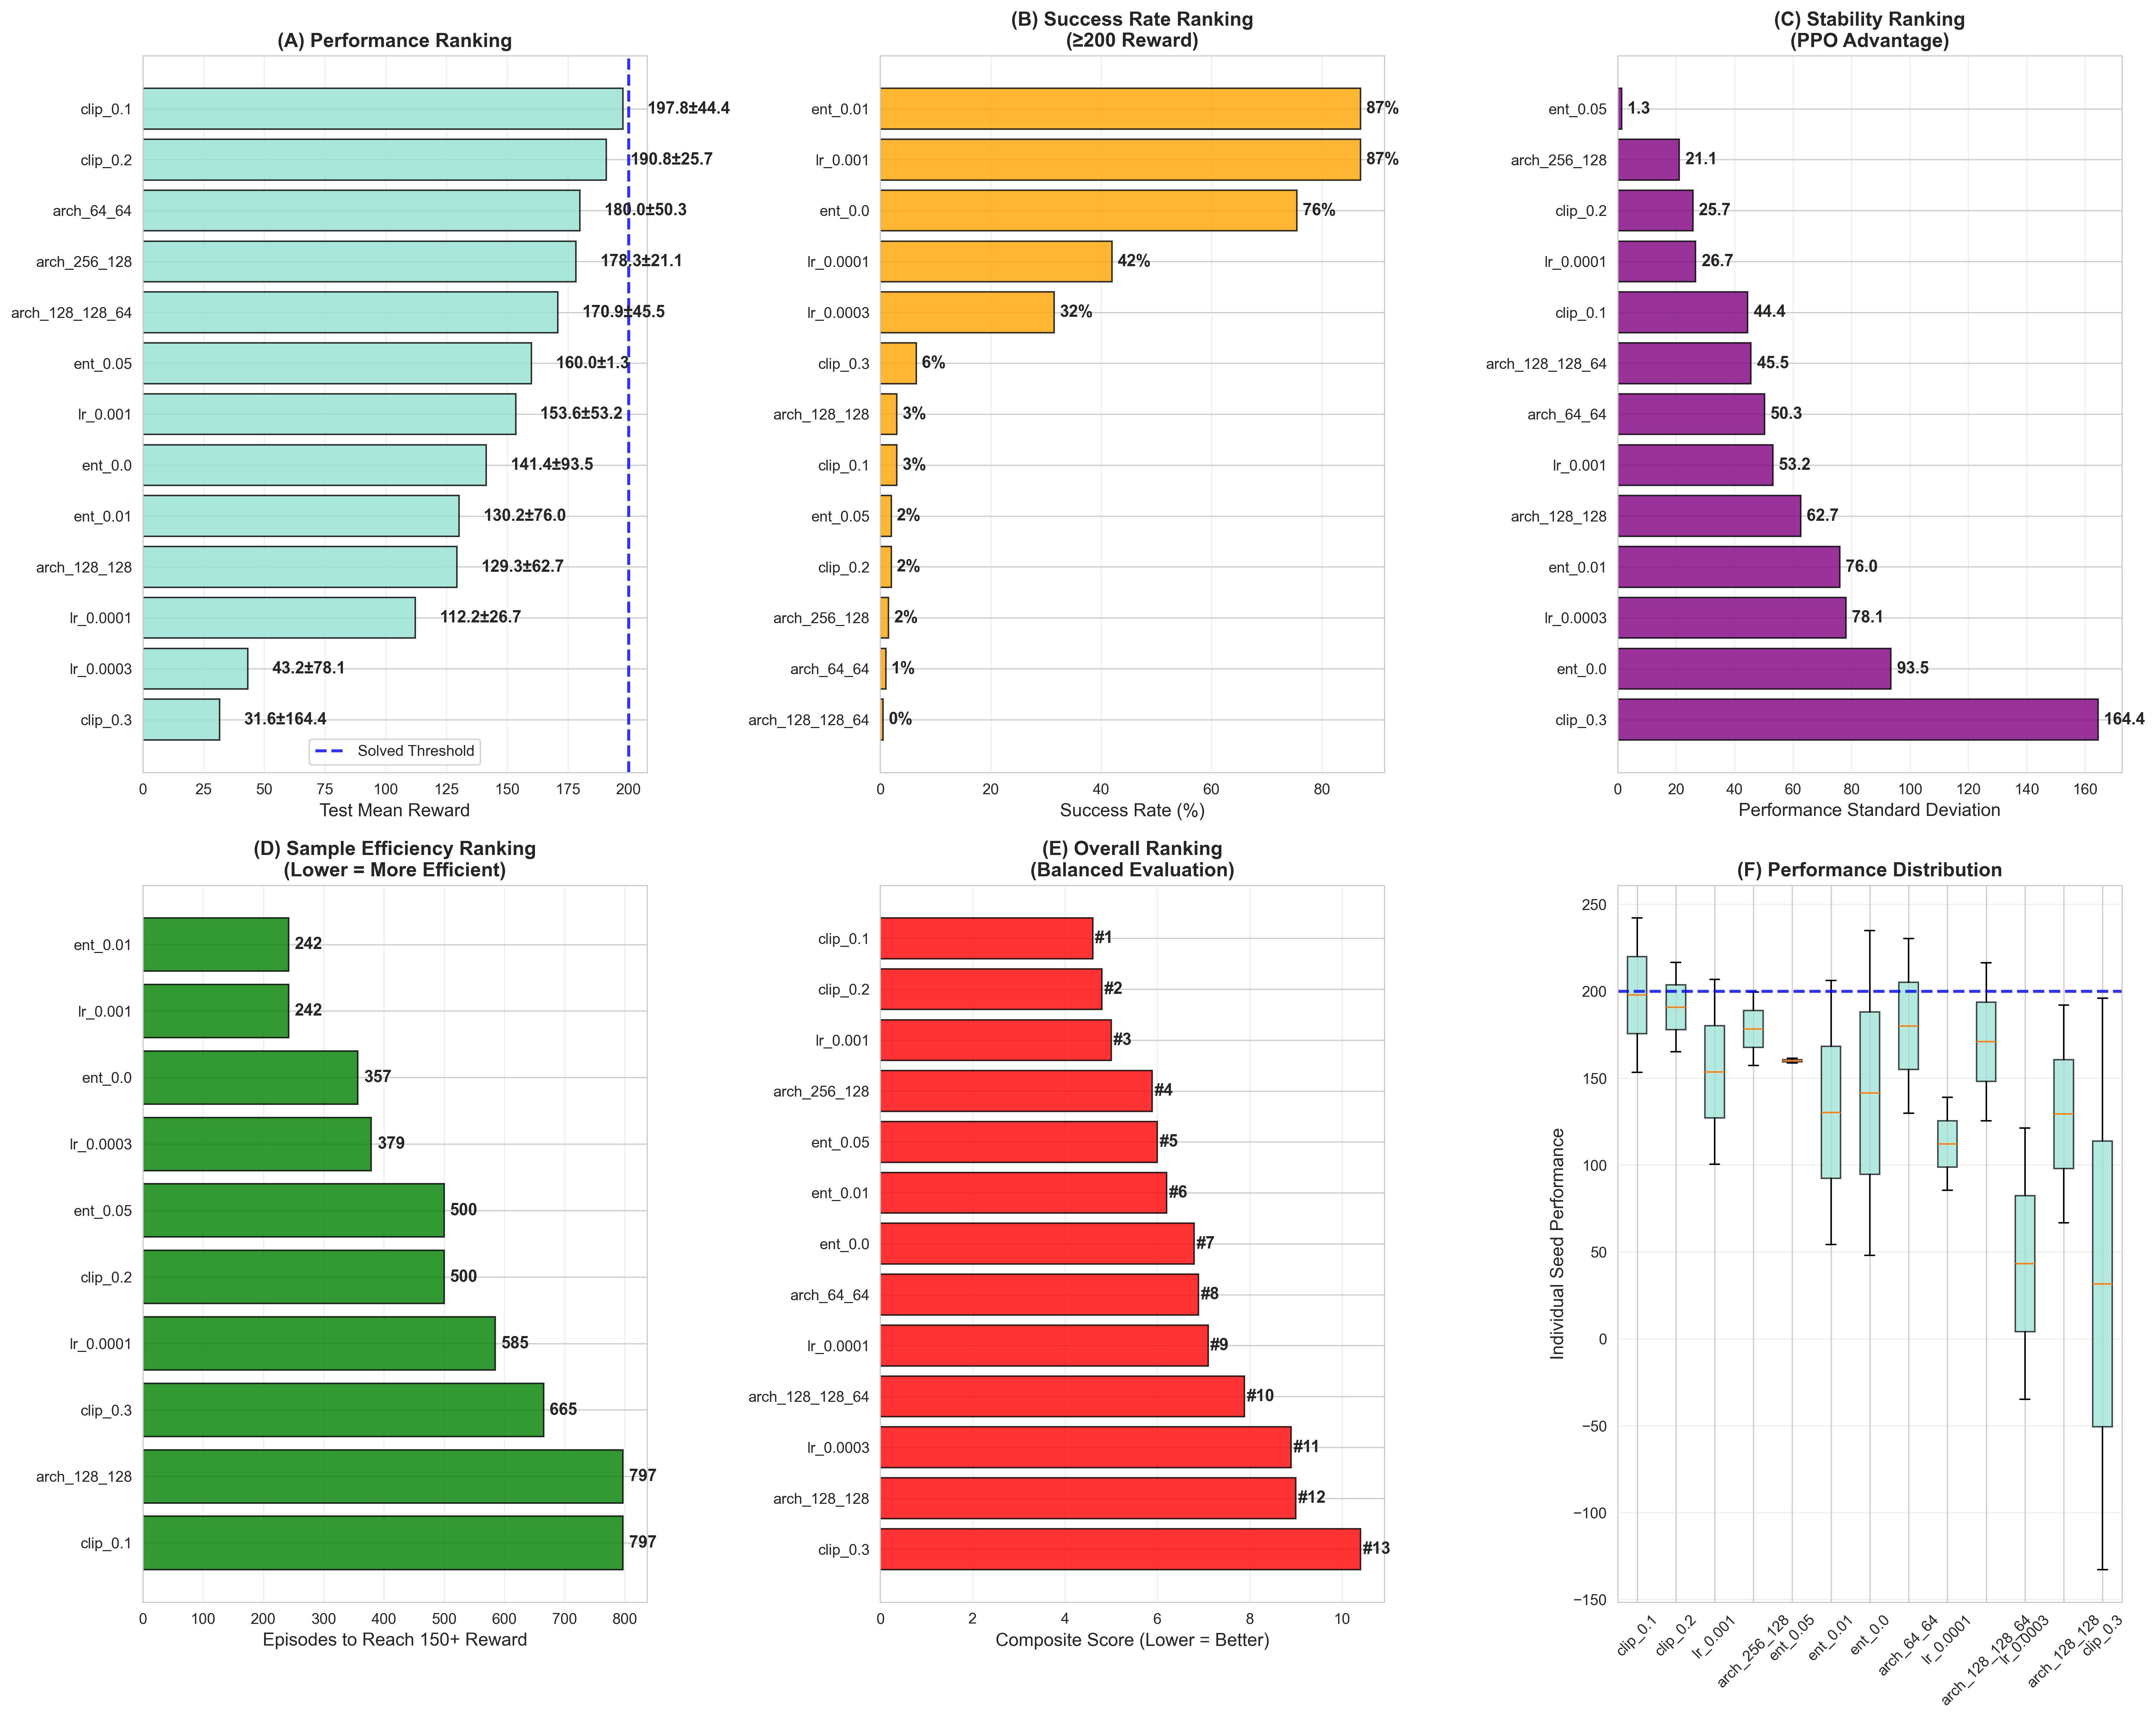 (A) Performance Ranking
clip_0.1
197.8±44.4
clip_0.2
190.8±25.7
arch_64_64
180.0±50.3
arch_256_128
178.3±21.1
arch_128_128_64
170.9±45.5
ent_0.05
160.0±1.3
lr_0.001
153.6±53.2
ent_0.0
141.4±93.5
ent_0.01
130.2±76.0
arch_128_128
129.3±62.7
lr_0.0001
112.2±26.7
lr_0.0003
43.2±78.1
clip_0.3
31.6±164.4
Solved Threshold
0 25 50 75 100 125 150 175 200
Test Mean Reward
(B) Success Rate Ranking
(≥200 Reward)
ent_0.01
87%
lr_0.001
87%
ent_0.0
76%
lr_0.0001
42%
lr_0.0003
32%
clip_0.3
6%
arch_128_128
3%
clip_0.1
3%
ent_0.05
2%
clip_0.2
2%
arch_256_128
2%
arch_64_64
1%
arch_128_128_64
0%
0 20 40 60 80
Success Rate (%)
(C) Stability Ranking
(PPO Advantage)
ent_0.05
1.3
arch_256_128
21.1
clip_0.2
25.7
lr_0.0001
26.7
clip_0.1
44.4
arch_128_128_64
45.5
arch_64_64
50.3
lr_0.001
53.2
arch_128_128
62.7
ent_0.01
76.0
lr_0.0003
78.1
ent_0.0
93.5
clip_0.3
164.4
0 20 40 60 80 100 120 140 160
Performance Standard Deviation
(D) Sample Efficiency Ranking
(Lower = More Efficient)
ent_0.01
242
lr_0.001
242
ent_0.0
357
lr_0.0003
379
ent_0.05
500
clip_0.2
500
lr_0.0001
585
clip_0.3
665
arch_128_128
797
clip_0.1
797
0 100 200 300 400 500 600 700 800
Episodes to Reach 150+ Reward
(E) Overall Ranking
(Balanced Evaluation)
clip_0.1
#1
clip_0.2
#2
lr_0.001
#3
arch_256_128
#4
ent_0.05
#5
ent_0.01
#6
ent_0.0
#7
arch_64_64
#8
lr_0.0001
#9
arch_128_128_64
#10
lr_0.0003
#11
arch_128_128
#12
clip_0.3
#13
0 2 4 6 8 10
Composite Score (Lower = Better)
(F) Performance Distribution
Individual Seed Performance
250
200
150
100
50
0
−50
−100
−150
clip_0.1
clip_0.2
lr_0.001
arch_256_128
ent_0.05
ent_0.01
ent_0.0
arch_64_64
lr_0.0001
arch_128_128_64
lr_0.0003
arch_128_128
clip_0.3